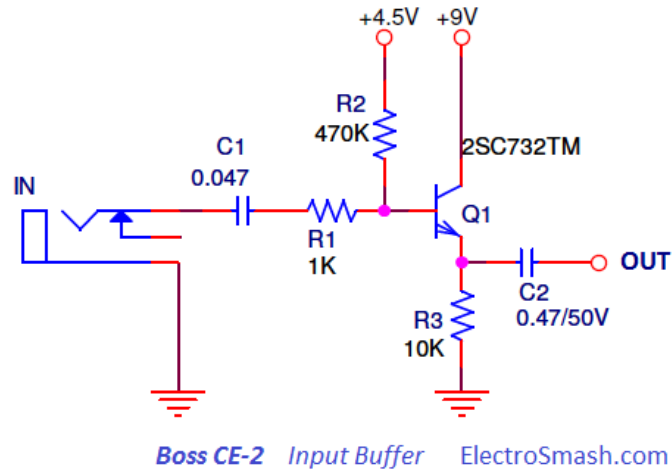 +4.5V +9V
R2
470K
2SC732TM
C1
0.047
IN
Q1
R1
1K
OUT
C2
0.47/50V
R3
10K
Boss CE-2 Input Buffer ElectroSmash.com